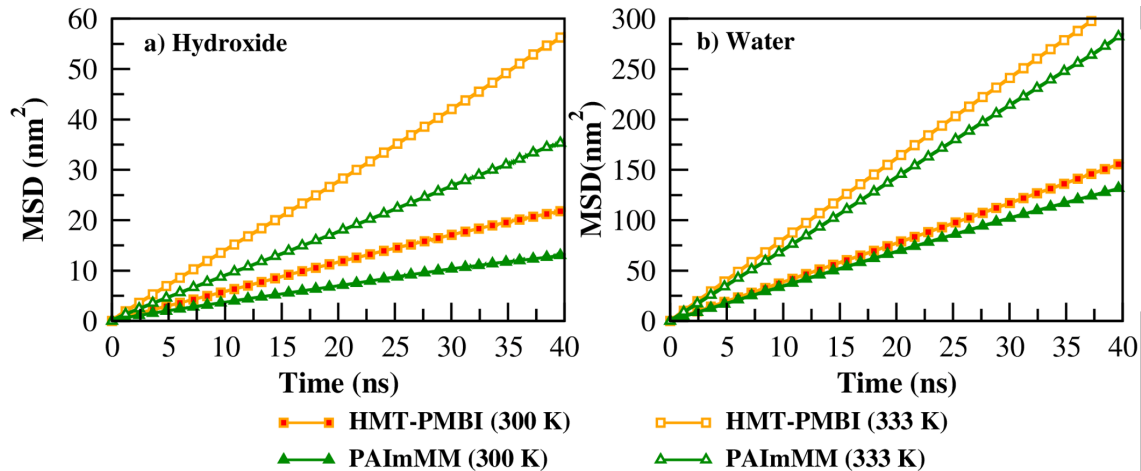 a) Hydroxide
MSD (nm²)
60
50
40
30
20
10
0
0 5 10 15 20 25 30 35 40
Time (ns)
b) Water
MSD(nm²)
300
250
200
150
100
50
0
0 5 10 15 20 25 30 35 40
Time (ns)
HMT-PMBI (300 K)
HMT-PMBI (333 K)
PAImMM (300 K)
PAImMM (333 K)